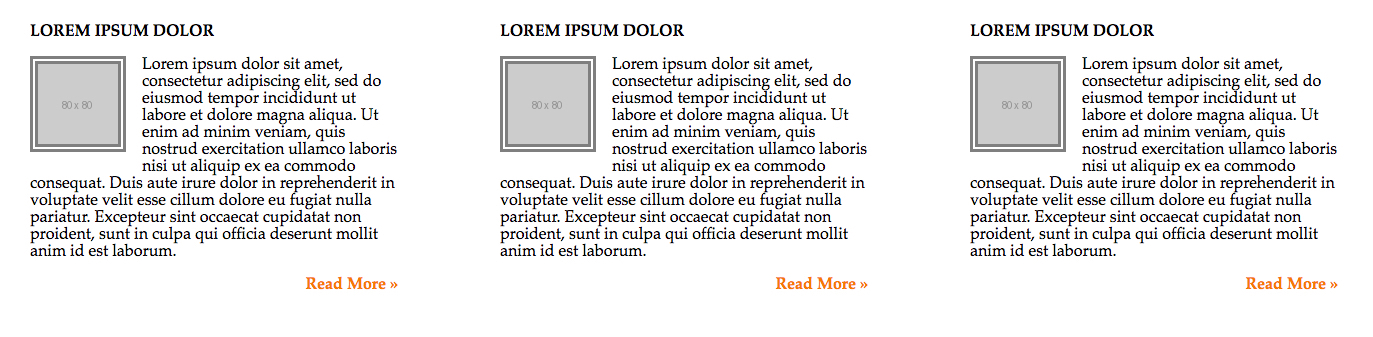 LOREM IPSUM DOLOR
80 x 80
Lorem ipsum dolor sit amet,
consectetur adipiscing elit, sed do
eiusmod tempor incididunt ut
labore et dolore magna aliqua. Ut
enim ad minim veniam, quis
nostrud exercitation ullamco laboris
nisi ut aliquip ex ea commodo
consequat. Duis aute irure dolor in reprehenderit in
voluptate velit esse cillum dolore eu fugiat nulla
pariatur. Excepteur sint occaecat cupidatat non
proident, sunt in culpa qui officia deserunt mollit
anim id est laborum.
Read More »
LOREM IPSUM DOLOR
80 x 80
Lorem ipsum dolor sit amet,
consectetur adipiscing elit, sed do
eiusmod tempor incididunt ut
labore et dolore magna aliqua. Ut
enim ad minim veniam, quis
nostrud exercitation ullamco laboris
nisi ut aliquip ex ea commodo
consequat. Duis aute irure dolor in reprehenderit in
voluptate velit esse cillum dolore eu fugiat nulla
pariatur. Excepteur sint occaecat cupidatat non
proident, sunt in culpa qui officia deserunt mollit
anim id est laborum.
Read More »
LOREM IPSUM DOLOR
80 x 80
Lorem ipsum dolor sit amet,
consectetur adipiscing elit, sed do
eiusmod tempor incididunt ut
labore et dolore magna aliqua. Ut
enim ad minim veniam, quis
nostrud exercitation ullamco laboris
nisi ut aliquip ex ea commodo
consequat. Duis aute irure dolor in reprehenderit in
voluptate velit esse cillum dolore eu fugiat nulla
pariatur. Excepteur sint occaecat cupidatat non
proident, sunt in culpa qui officia deserunt mollit
anim id est laborum.
Read More »